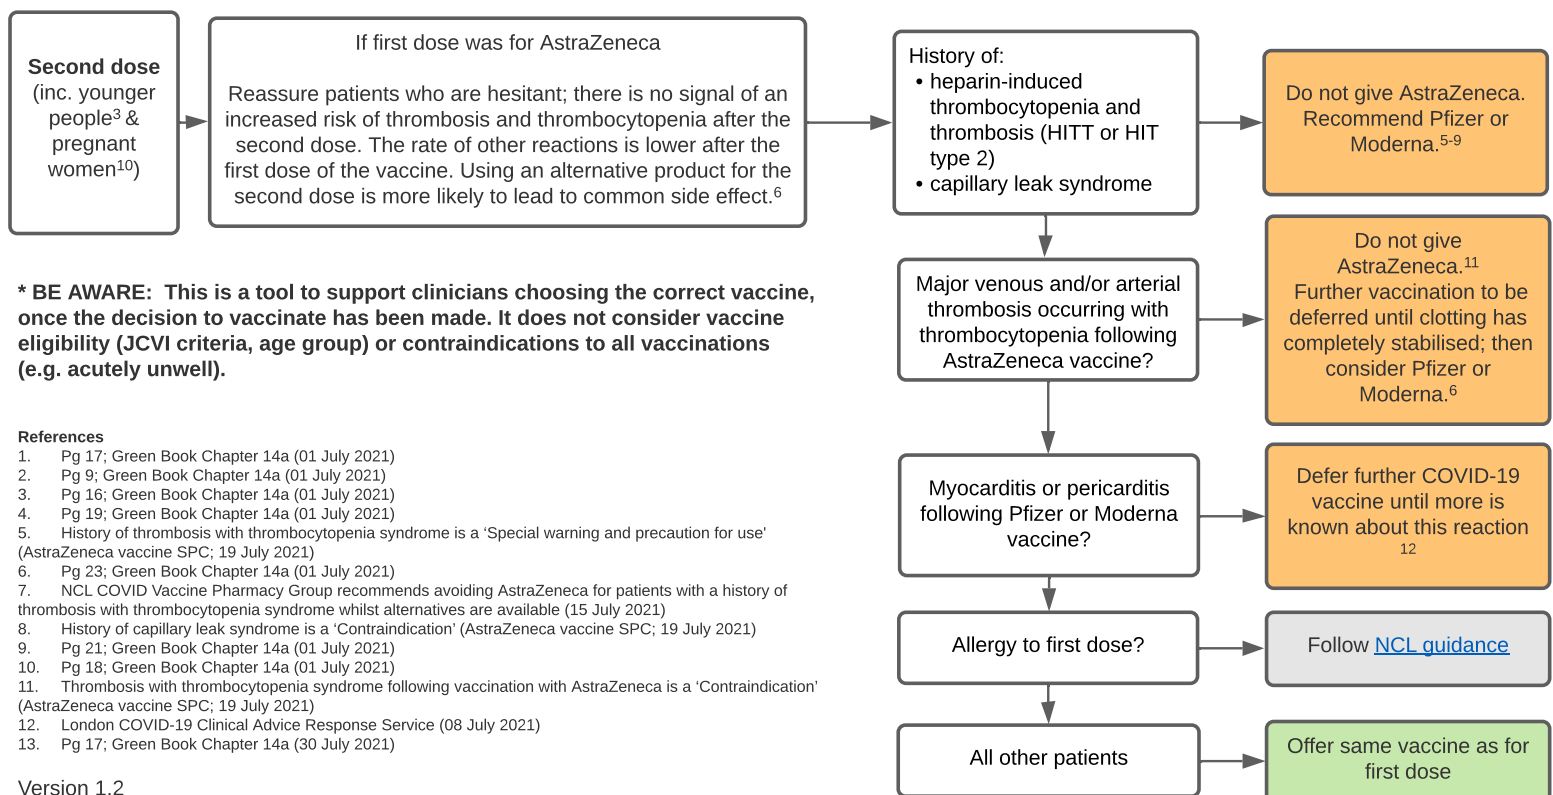 Second dose
(inc. younger
people3 &
pregnant
women10)
If first dose was for AstraZeneca
Reassure patients who are hesitant; there is no signal of an
increased risk of thrombosis and thrombocytopenia after the
second dose. The rate of other reactions is lower after the
first dose of the vaccine. Using an alternative product for the
second dose is more likely to lead to common side effect.6
History of:
• heparin-induced
thrombocytopenia and
thrombosis (HITT or HIT
type 2)
• capillary leak syndrome
Do not give AstraZeneca.
Recommend Pfizer or
Moderna.5-9
Major venous and/or arterial
thrombosis occurring with
thrombocytopenia following
AstraZeneca vaccine?
Do not give
AstraZeneca.11
Further vaccination to be
deferred until clotting has
completely stabilised; then
consider Pfizer or
Moderna.6
Myocarditis or pericarditis
following Pfizer or Moderna
vaccine?
Defer further COVID-19
vaccine until more is
known about this reaction
12
Allergy to first dose?
Follow NCL guidance
All other patients
Offer same vaccine as for
first dose
* BE AWARE: This is a tool to support clinicians choosing the correct vaccine,
once the decision to vaccinate has been made. It does not consider vaccine
eligibility (JCVI criteria, age group) or contraindications to all vaccinations
(e.g. acutely unwell).
References
1. Pg 17; Green Book Chapter 14a (01 July 2021)
2. Pg 9; Green Book Chapter 14a (01 July 2021)
3. Pg 16; Green Book Chapter 14a (01 July 2021)
4. Pg 19; Green Book Chapter 14a (01 July 2021)
5. History of thrombosis with thrombocytopenia syndrome is a ‘Special warning and precaution for use'
(AstraZeneca vaccine SPC; 19 July 2021)
6. Pg 23; Green Book Chapter 14a (01 July 2021)
7. NCL COVID Vaccine Pharmacy Group recommends avoiding AstraZeneca for patients with a history of
thrombosis with thrombocytopenia syndrome whilst alternatives are available (15 July 2021)
8. History of capillary leak syndrome is a ‘Contraindication’ (AstraZeneca vaccine SPC; 19 July 2021)
9. Pg 21; Green Book Chapter 14a (01 July 2021)
10. Pg 18; Green Book Chapter 14a (01 July 2021)
11. Thrombosis with thrombocytopenia syndrome following vaccination with AstraZeneca is a ‘Contraindication’
(AstraZeneca vaccine SPC; 19 July 2021)
12. London COVID-19 Clinical Advice Response Service (08 July 2021)
13. Pg 17; Green Book Chapter 14a (30 July 2021)
Version 1.2